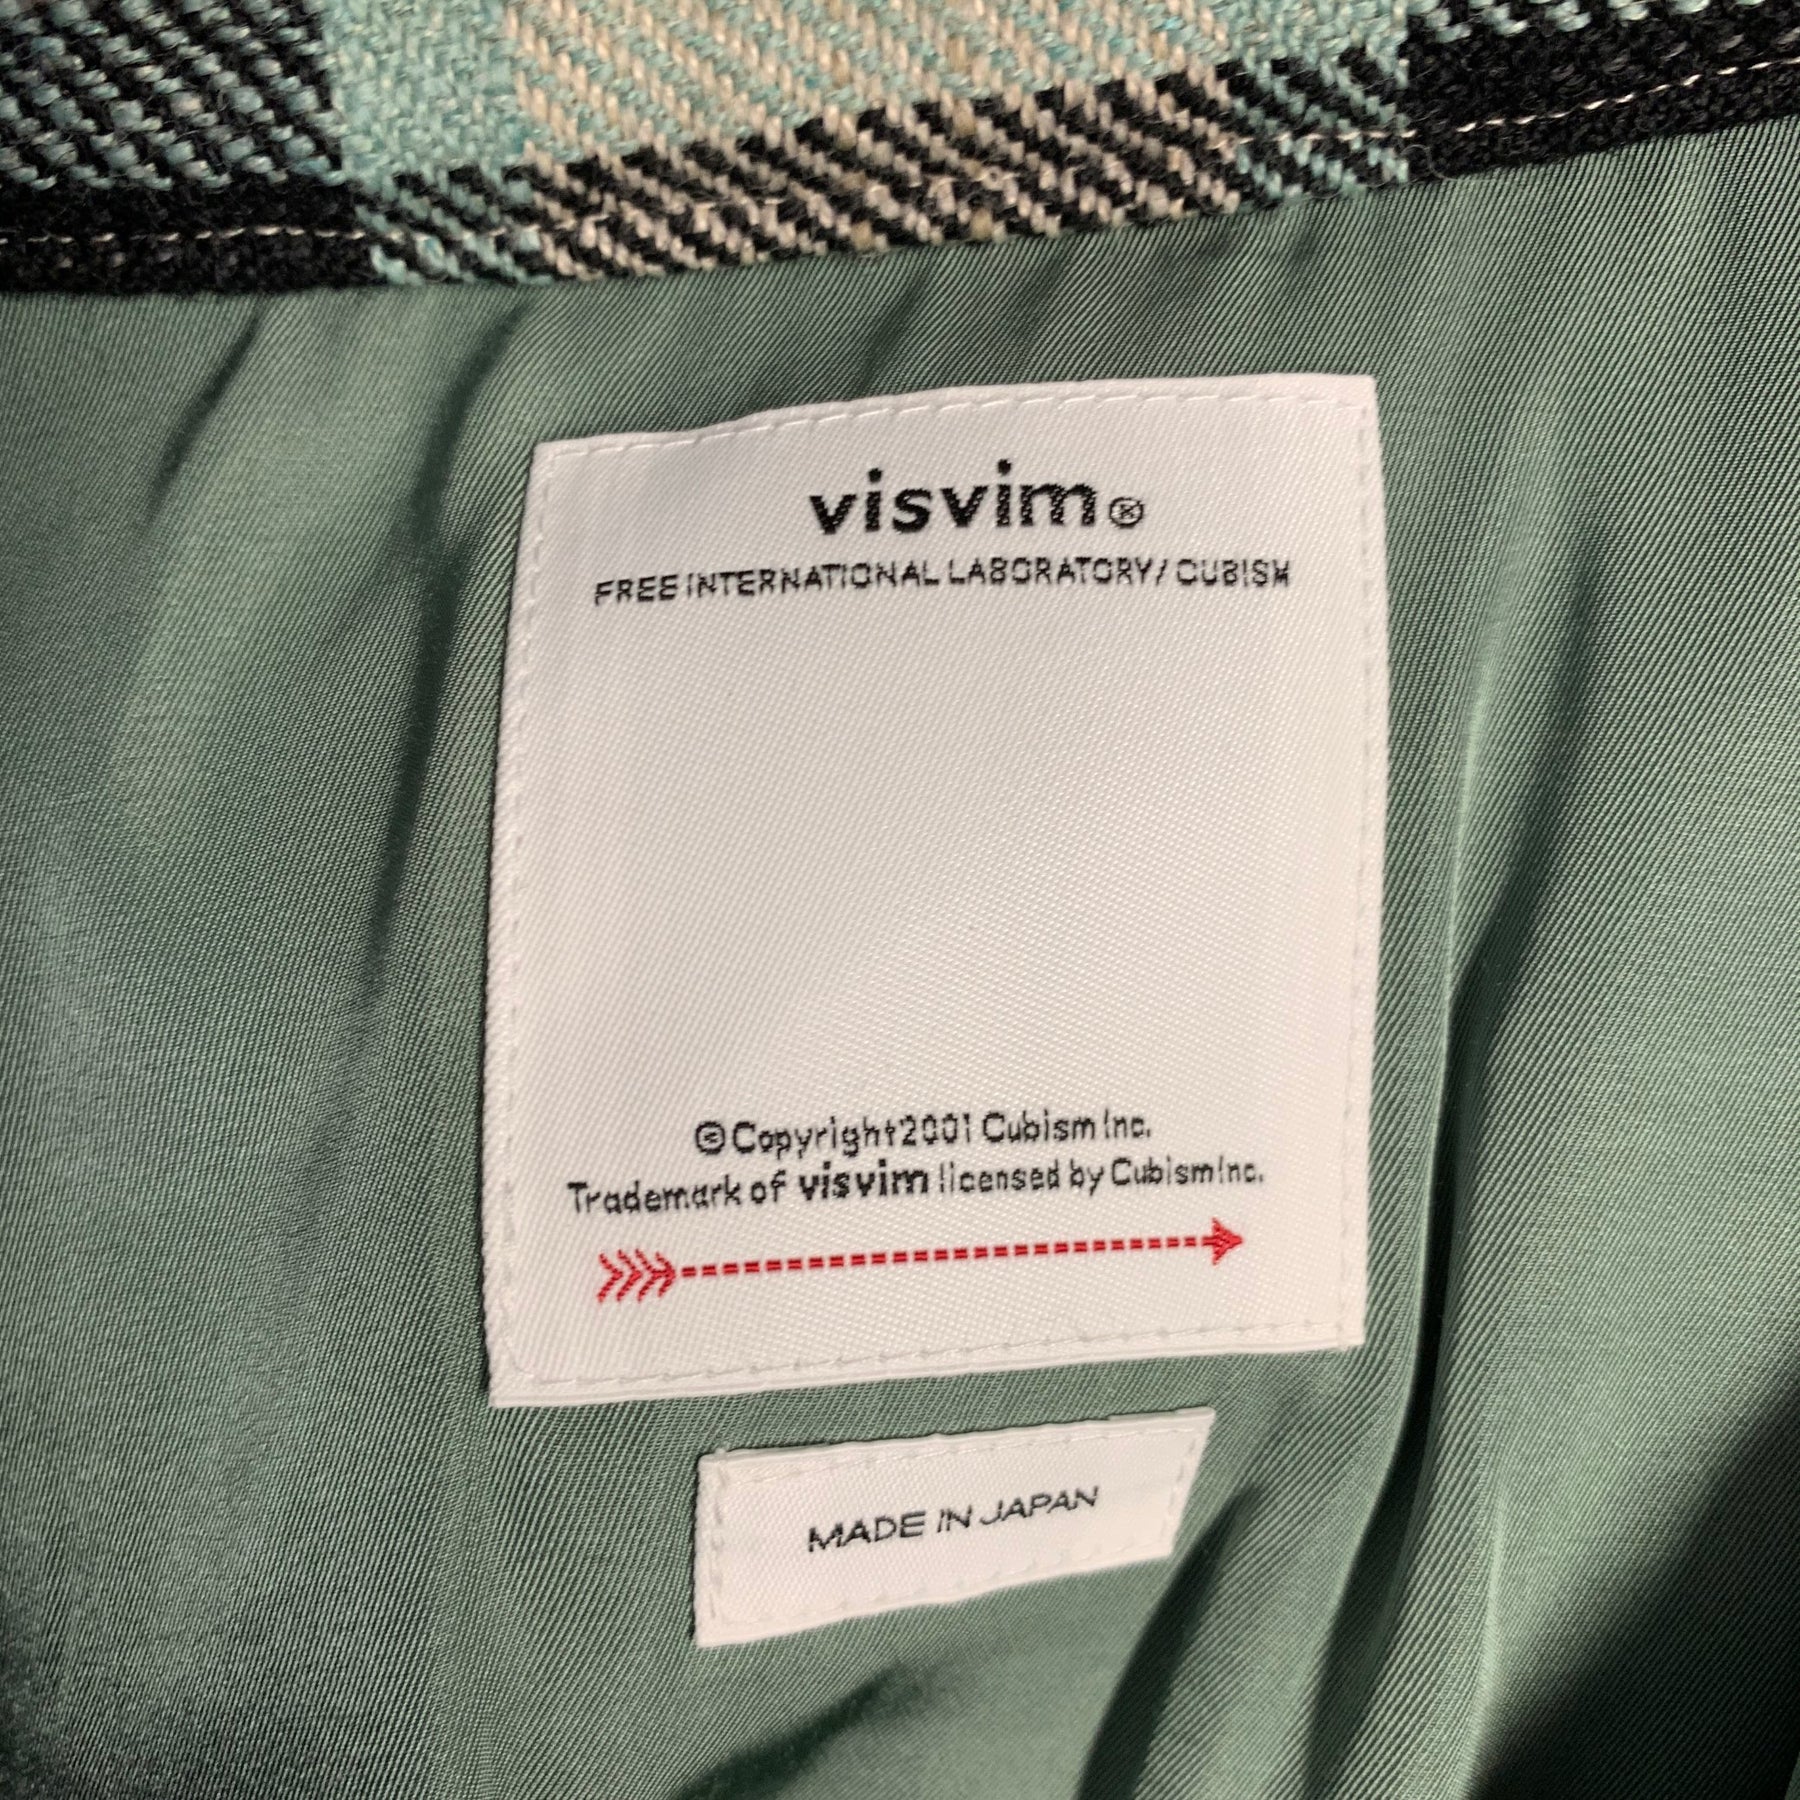 visvim®
FREE INTERNATIONAL LABORATORY/ CUBISM
©Copyright2001 Cubism Inc.
Trademark of visvim licensed by Cubism Inc.
MADE IN JAPAN